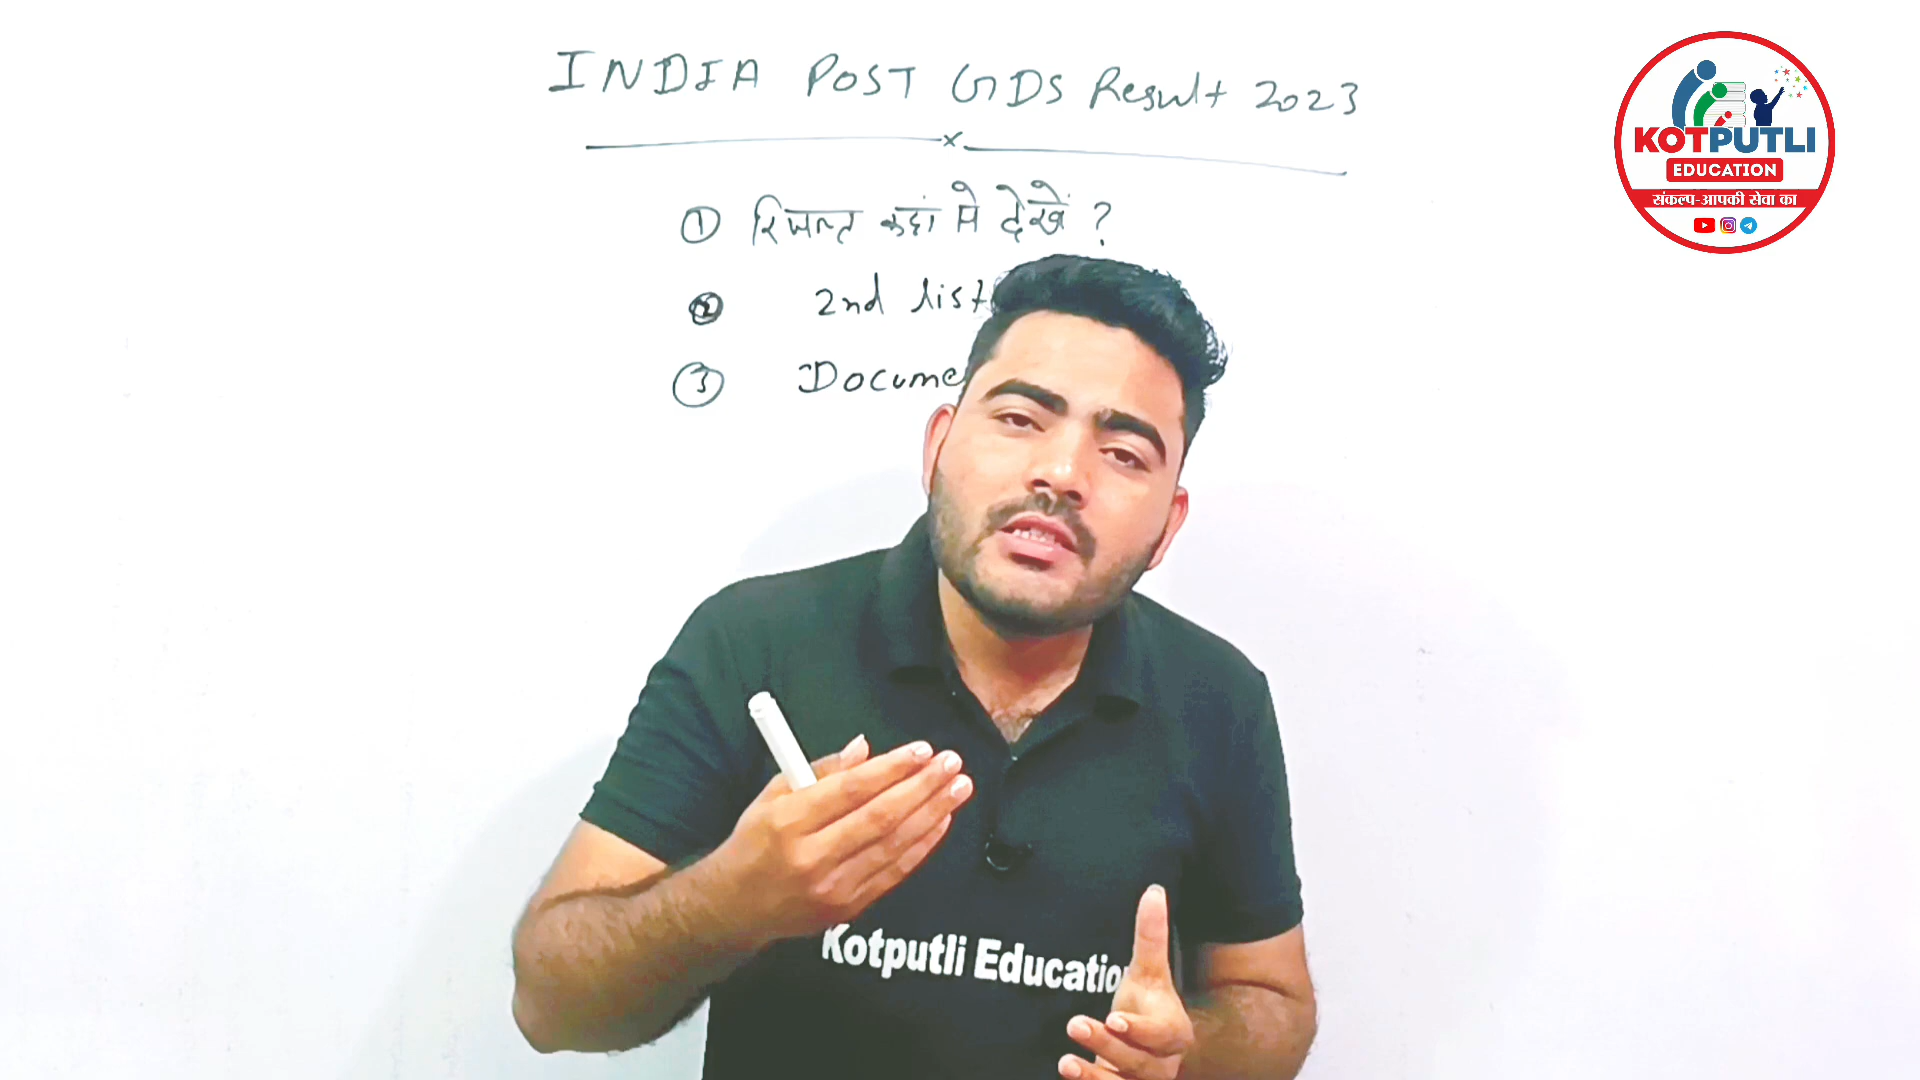 INDIA POST GDS Result 2023
x
① रिजल्ट कहां से देखें ?
② 2nd list
③ Docume
KOTPUTLI
EDUCATION
संकल्प-आपकी सेवा का
Kotputli Educatio